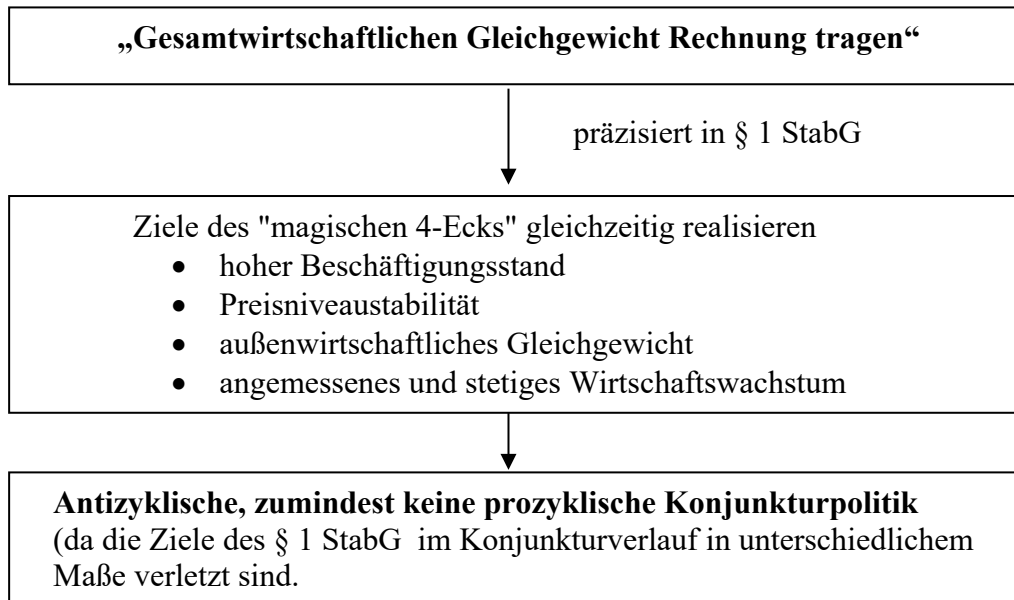 „Gesamtwirtschaftlichen Gleichgewicht Rechnung tragen“
präzisiert in § 1 StabG
Ziele des "magischen 4-Ecks" gleichzeitig realisieren
• hoher Beschäftigungsstand
• Preisniveaustabilität
• außenwirtschaftliches Gleichgewicht
• angemessenes und stetiges Wirtschaftswachstum
Antizyklische, zumindest keine prozyklische Konjunkturpolitik
(da die Ziele des § 1 StabG im Konjunkturverlauf in unterschiedlichem
Maße verletzt sind.